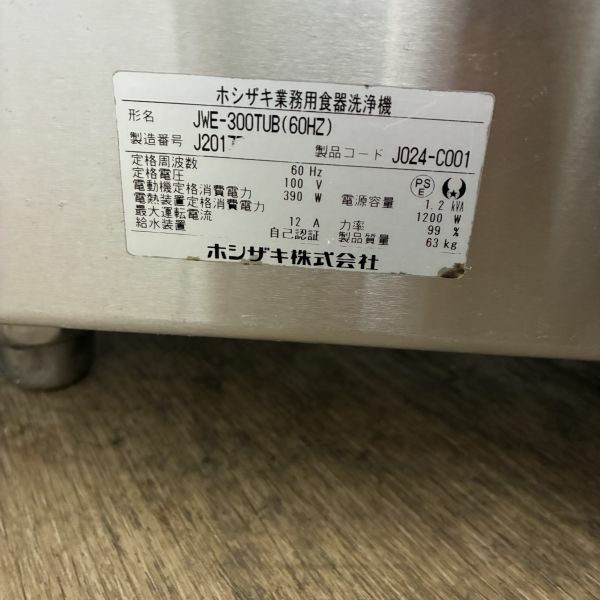 ホシザキ業務用食器洗浄機
形名 JWE-300TUB(60HZ)
製造番号 J201 製品コード J024-C001
定格周波数 60 Hz
定格電圧 100 V
電動機定格消費電力 390 W 電源容量 1.2 kVA
電熱装置定格消費電力 1200 W
最大運転電流 12 A 力率 99 %
給水装置 自己認証 製品質量 63 kg
PS
E
ホシザキ株式会社